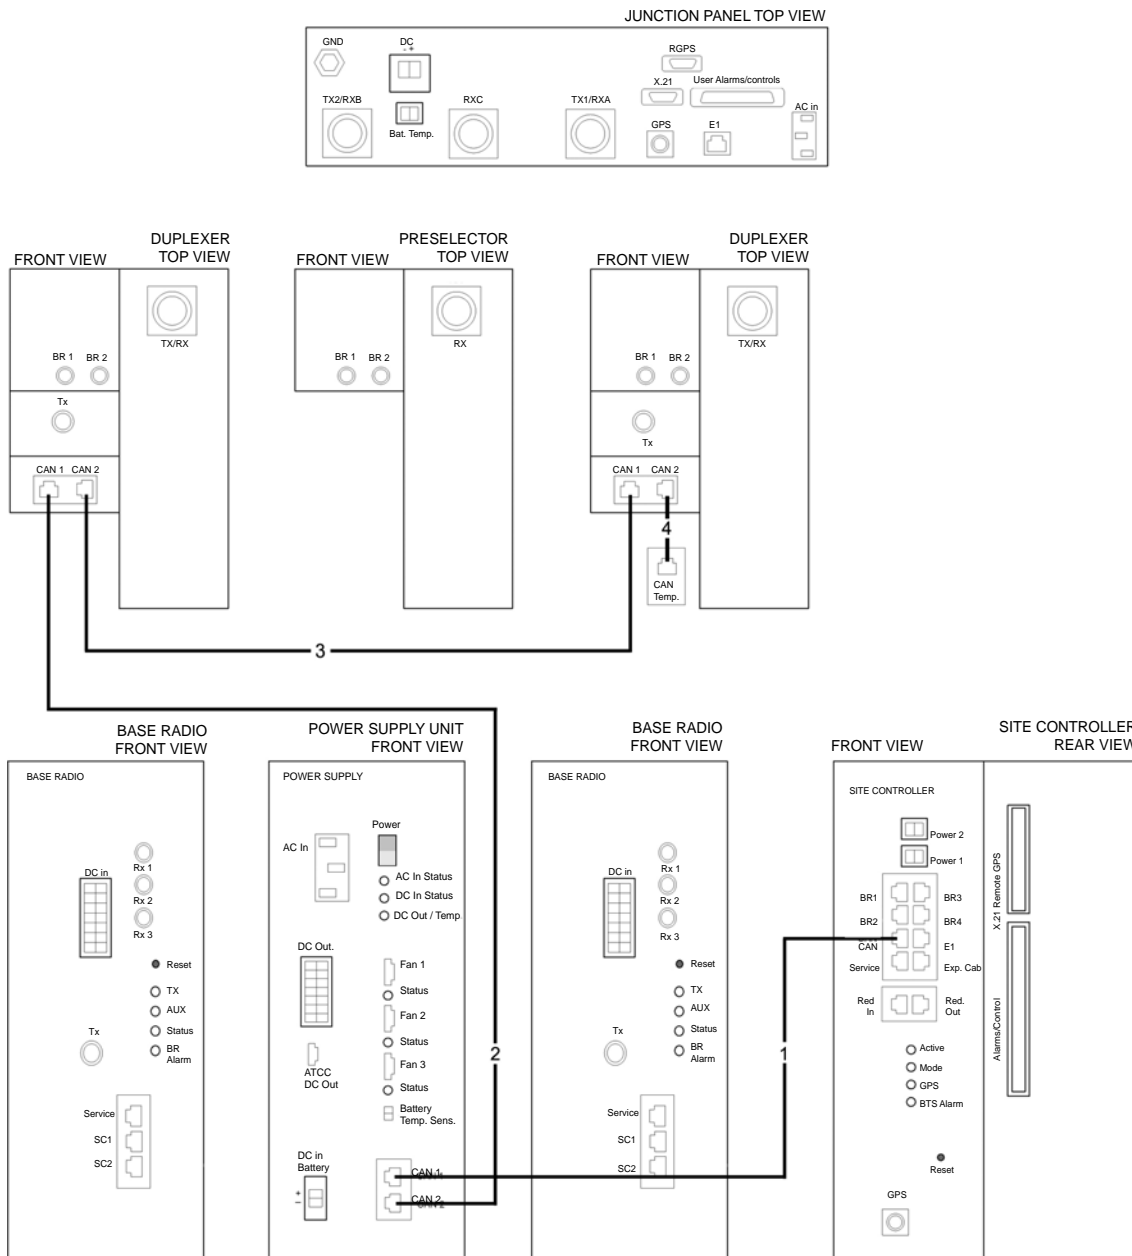 JUNCTION PANEL TOP VIEW
GND
DC
- +
RGPS
X.21
User Alarms/controls
TX2/RXB
RXC
TX1/RXA
AC in
Bat. Temp.
GPS
E1
DUPLEXER
TOP VIEW
FRONT VIEW
TX/RX
BR 1
BR 2
Tx
CAN 1
CAN 2
PRESELECTOR
TOP VIEW
FRONT VIEW
RX
BR 1
BR 2
DUPLEXER
TOP VIEW
FRONT VIEW
TX/RX
BR 1
BR 2
Tx
CAN 1
CAN 2
4
CAN
Temp.
3
BASE RADIO
FRONT VIEW
BASE RADIO
DC in
Rx 1
Rx 2
Rx 3
Reset
TX
AUX
Status
BR
Alarm
Tx
Service
SC1
SC2
POWER SUPPLY UNIT
FRONT VIEW
POWER SUPPLY
Power
AC In
AC In Status
DC In Status
DC Out / Temp
DC Out.
Fan 1
Status
Fan 2
Status
Fan 3
Status
ATCC
DC Out
Battery
Temp. Sens.
DC in
Battery
+
–
CAN 1
CAN 2
2
BASE RADIO
FRONT VIEW
BASE RADIO
DC in
Rx 1
Rx 2
Rx 3
Reset
TX
AUX
Status
BR
Alarm
Tx
Service
SC1
SC2
1
SITE CONTROLLER
REAR VIEW
FRONT VIEW
SITE CONTROLLER
Power 2
Power 1
BR1
BR3
BR2
BR4
CAN
E1
Service
Exp. Cab
Red
In
Red.
Out
Active
Mode
GPS
BTS Alarm
Reset
GPS
X.21 Remote GPS
Alarms/Control